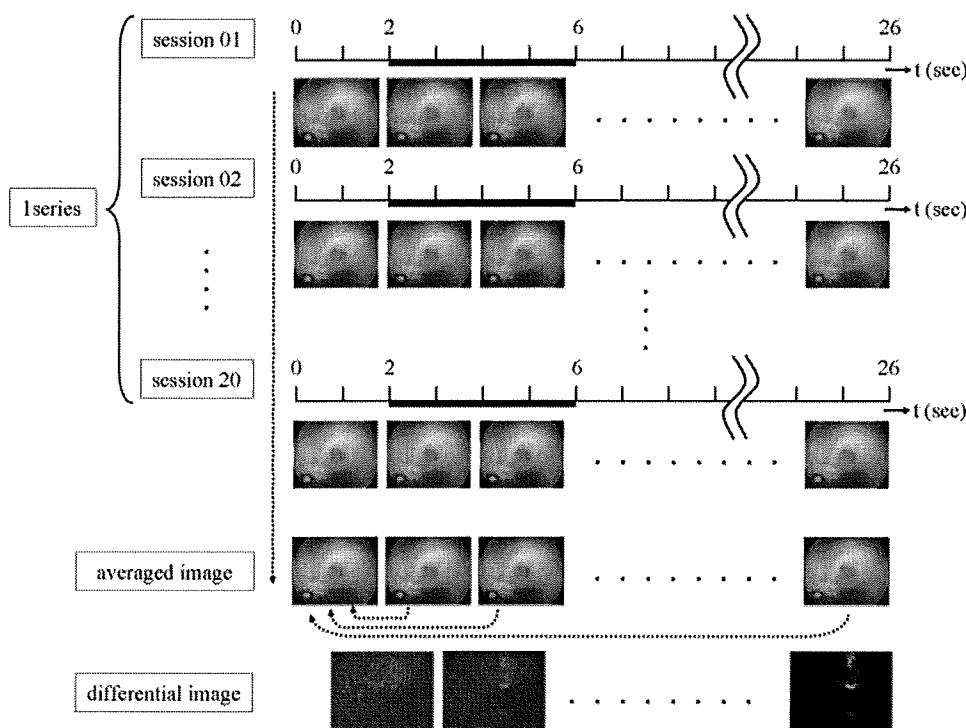 session 01
0 2 6 26
t (sec)
session 02
0 2 6 26
t (sec)
1series
session 20
0 2 6 26
t (sec)
averaged image
differential image